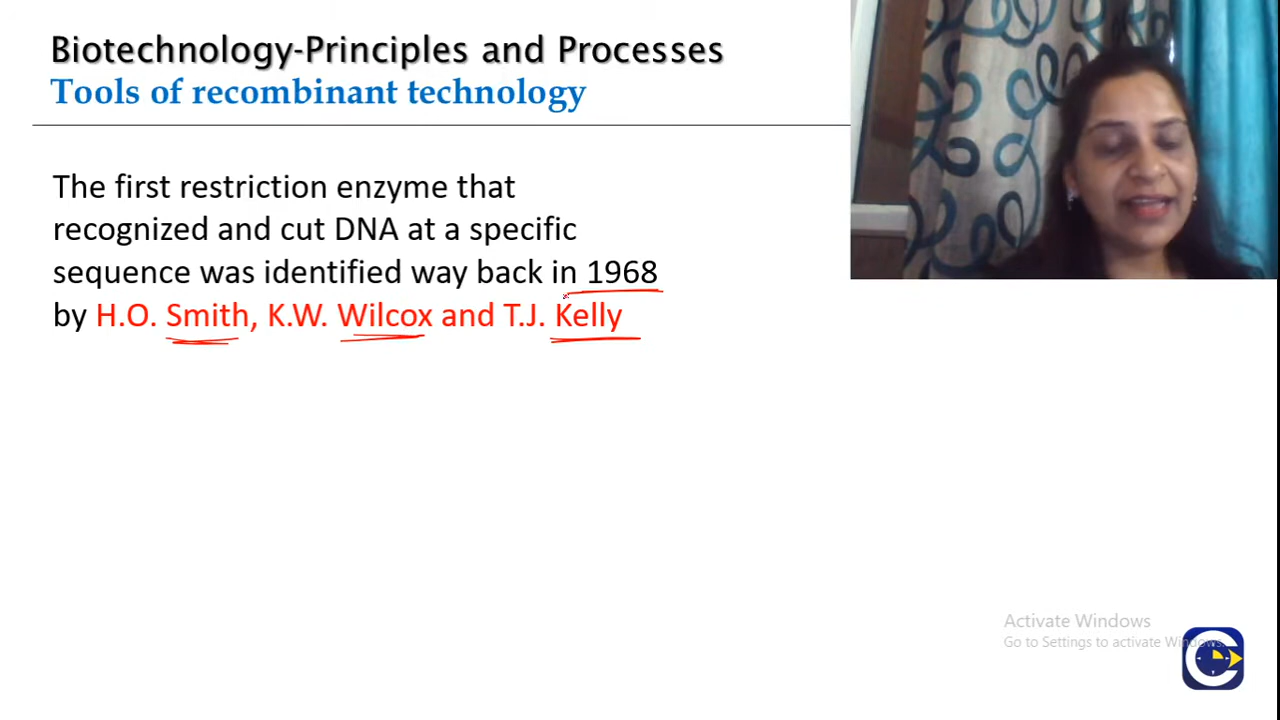 Biotechnology-Principles and Processes
Tools of recombinant technology
The first restriction enzyme that
recognized and cut DNA at a specific
sequence was identified way back in 1968
by H.O. Smith, K.W. Wilcox and T.J. Kelly
Activate Windows
Go to Settings to activate Windows.